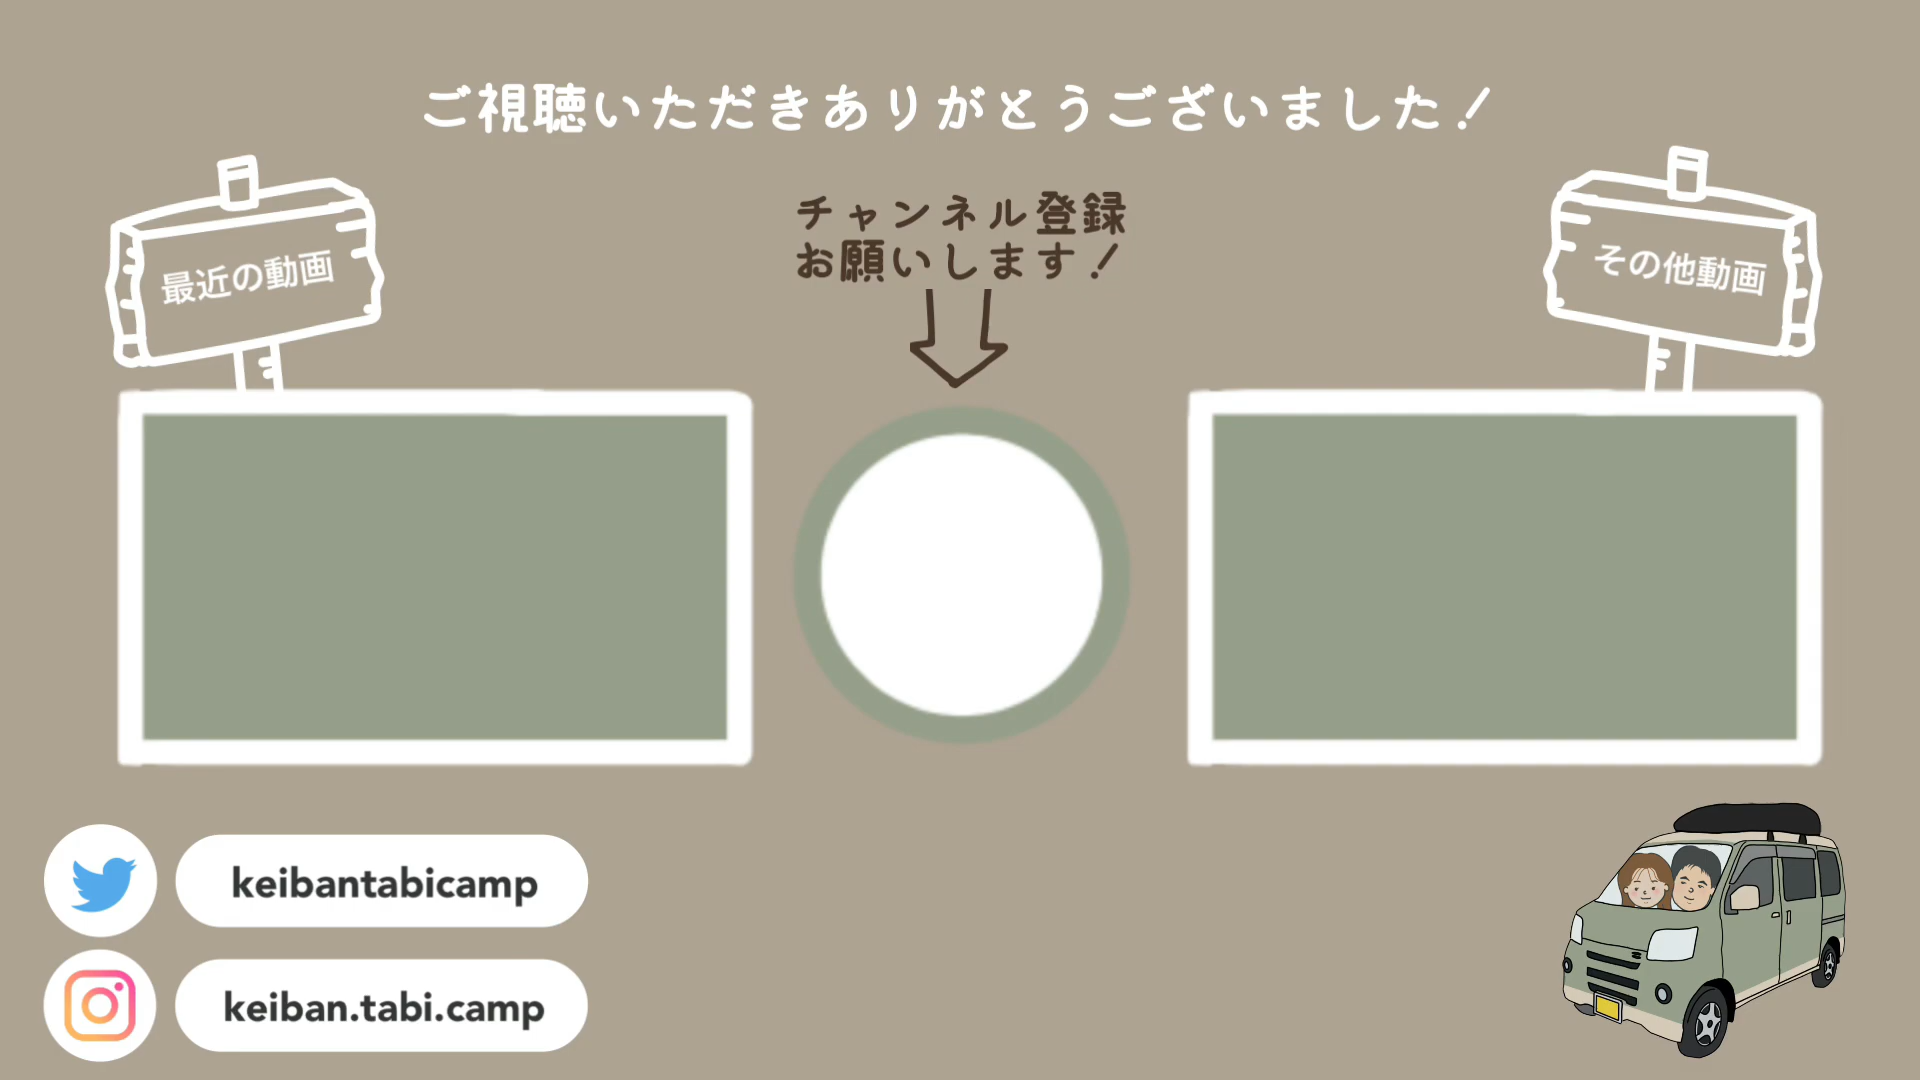 ご視聴いただきありがとうございました!
チャンネル登録
お願いします!
最近の動画
その他動画
keibantabicamp
keiban.tabi.camp